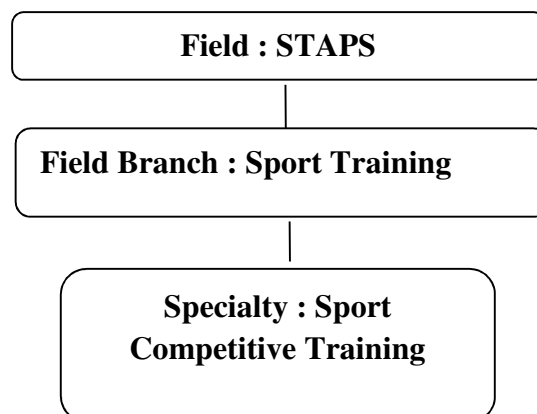 Field : STAPS
Field Branch : Sport Training
Specialty : Sport
Competitive Training